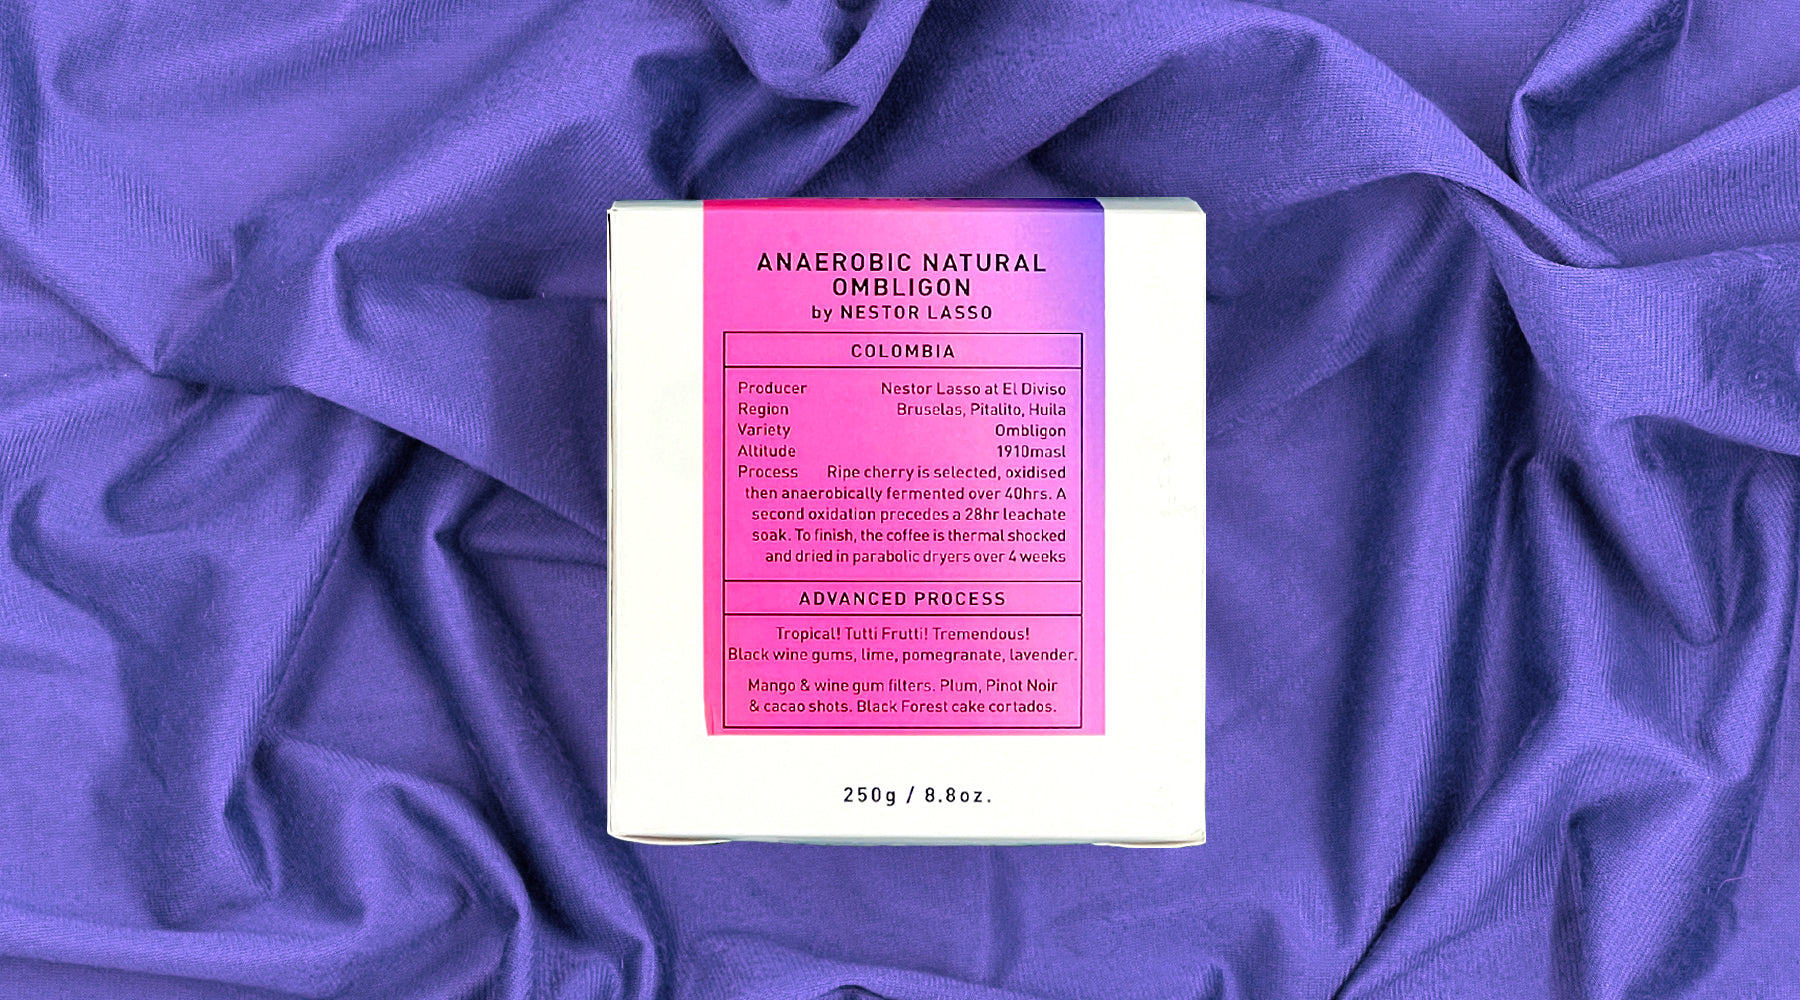 ANAEROBIC NATURAL
OMBLIGON
by NESTOR LASSO
COLOMBIA
Producer Nestor Lasso at El Diviso
Region Bruselas, Pitalito, Huila
Variety Ombligon
Altitude 1910masl
Process Ripe cherry is selected, oxidised
then anaerobically fermented over 40hrs. A
second oxidation precedes a 28hr leachate
soak. To finish, the coffee is thermal shocked
and dried in parabolic dryers over 4 weeks
ADVANCED PROCESS
Tropical! Tutti Frutti! Tremendous!
Black wine gums, lime, pomegranate, lavender.
Mango & wine gum filters. Plum, Pinot Noir
& cacao shots. Black Forest cake cortados.
250g / 8.8oz.